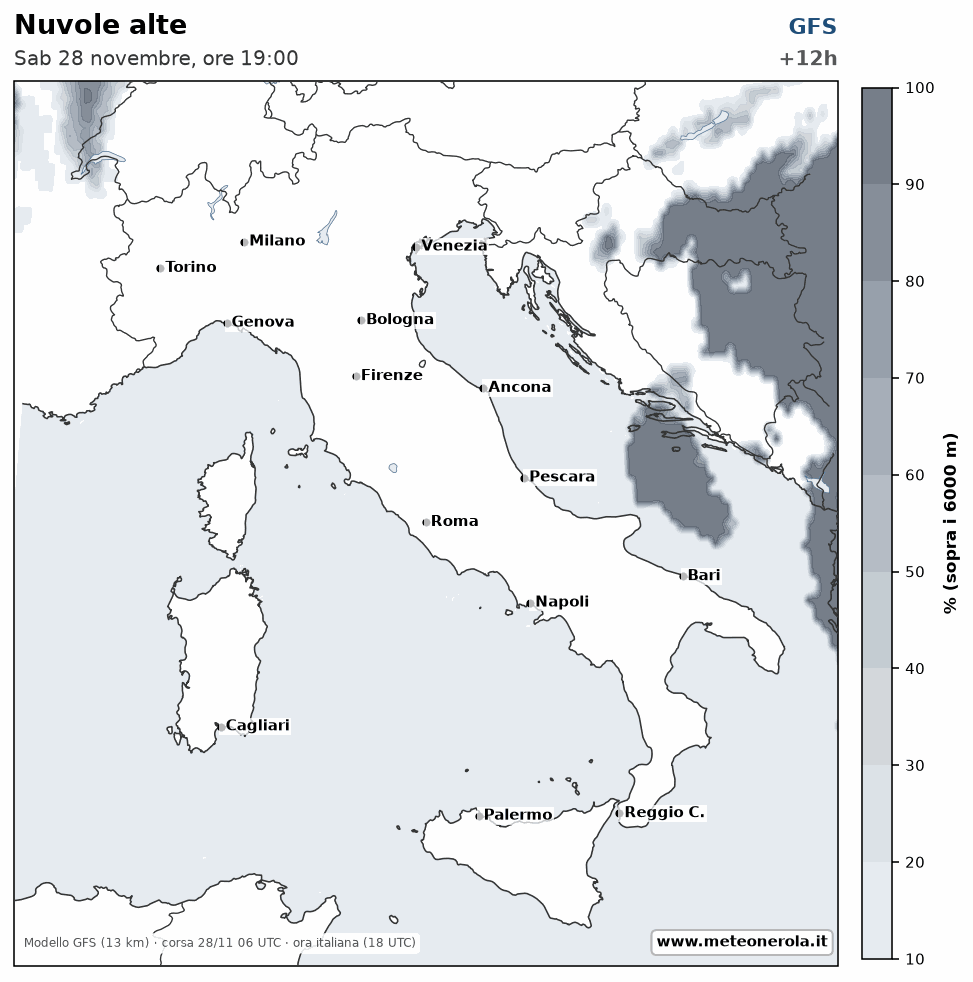 Nuvole alte
GFS
Sab 28 novembre, ore 19:00
+12h
100
90
80
70
60
50
40
30
20
10
% (sopra i 6000 m)
Milano
Venezia
Torino
Genova
Bologna
Firenze
Ancona
Pescara
Roma
Bari
Napoli
Cagliari
Palermo
Reggio C.
Modello GFS (13 km) · corsa 28/11 06 UTC · ora italiana (18 UTC)
www.meteonerola.it